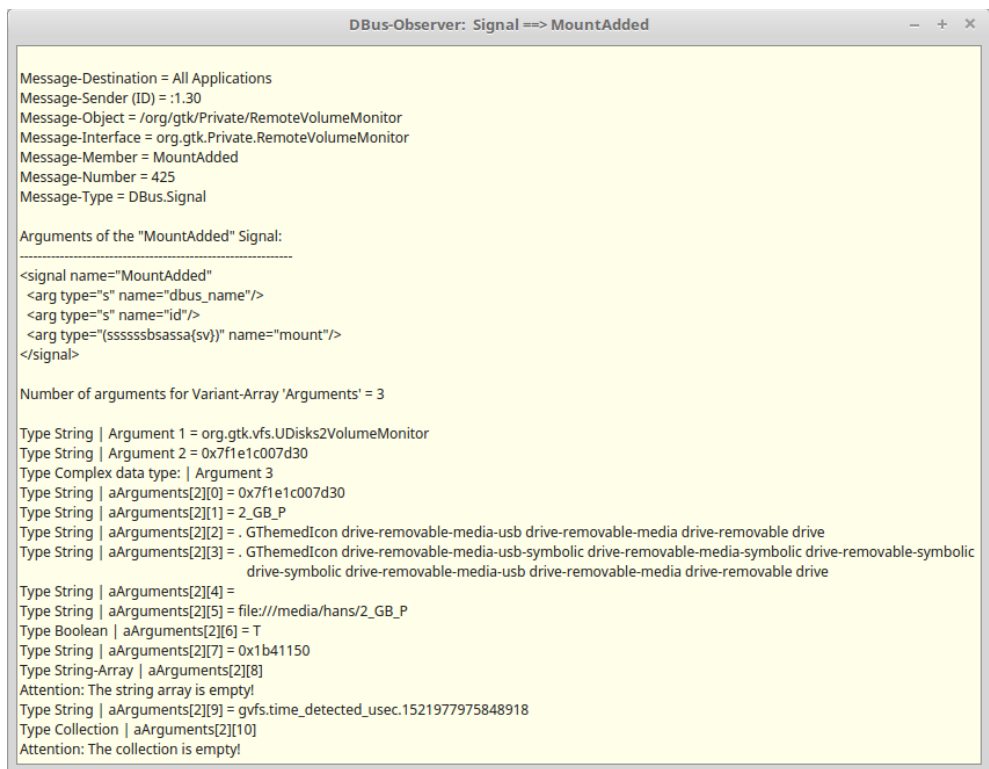 DBus-Observer: Signal ==> MountAdded
Message-Destination = All Applications
Message-Sender (ID) = :1.30
Message-Object = /org/gtk/Private/RemoteVolumeMonitor
Message-Interface = org.gtk.Private.RemoteVolumeMonitor
Message-Member = MountAdded
Message-Number = 425
Message-Type = DBus.Signal
Arguments of the "MountAdded" Signal:
-------------------------------------------------------------
<signal name="MountAdded"
<arg type="s" name="dbus_name"/>
<arg type="s" name="id"/>
<arg type="(ssssssbsassa{sv})" name="mount"/>
</signal>
Number of arguments for Variant-Array 'Arguments' = 3
Type String | Argument 1 = org.gtk.vfs.UDisks2VolumeMonitor
Type String | Argument 2 = 0x7f1e1c007d30
Type Complex data type: | Argument 3
Type String | aArguments[2][0] = 0x7f1e1c007d30
Type String | aArguments[2][1] = 2_GB_P
Type String | aArguments[2][2] = . GThemedIcon drive-removable-media-usb drive-removable-media drive-removable drive
Type String | aArguments[2][3] = . GThemedIcon drive-removable-media-usb-symbolic drive-removable-media-symbolic drive-removable-symbolic
drive-symbolic drive-removable-media-usb drive-removable-media drive-removable drive
Type String | aArguments[2][4] =
Type String | aArguments[2][5] = file:///media/hans/2_GB_P
Type Boolean | aArguments[2][6] = T
Type String | aArguments[2][7] = 0x1b41150
Type String-Array | aArguments[2][8]
Attention: The string array is empty!
Type String | aArguments[2][9] = gvfs.time_detected_usec.1521977975848918
Type Collection | aArguments[2][10]
Attention: The collection is empty!